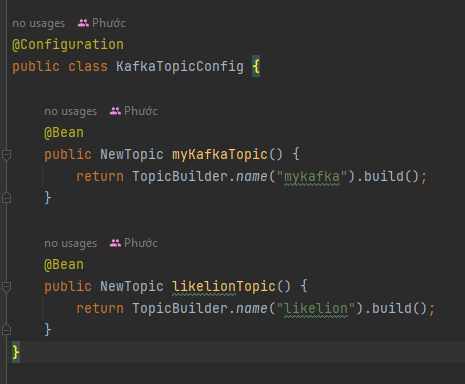 no usages Phước
@Configuration
public class KafkaTopicConfig {
no usages Phước
@Bean
public NewTopic myKafkaTopic() {
return TopicBuilder.name("mykafka").build();
}
no usages Phước
@Bean
public NewTopic likelionTopic() {
return TopicBuilder.name("likelion").build();
}
}